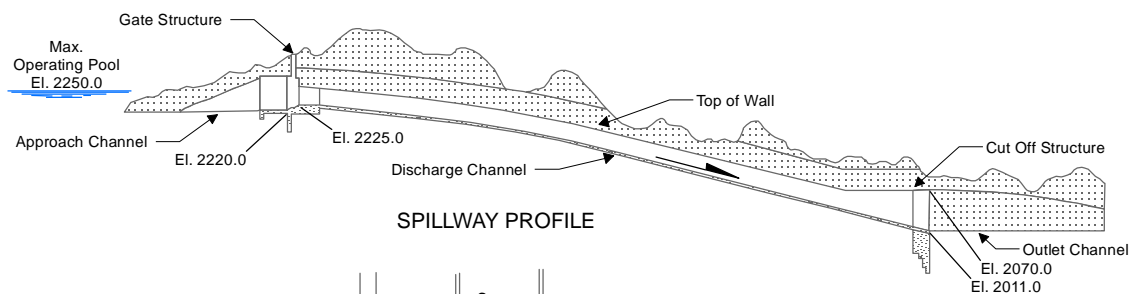 Gate Structure
Max.
Operating Pool
El. 2250.0
Top of Wall
Approach Channel
El. 2220.0
El. 2225.0
Discharge Channel
Cut Off Structure
SPILLWAY PROFILE
Outlet Channel
El. 2070.0
El. 2011.0